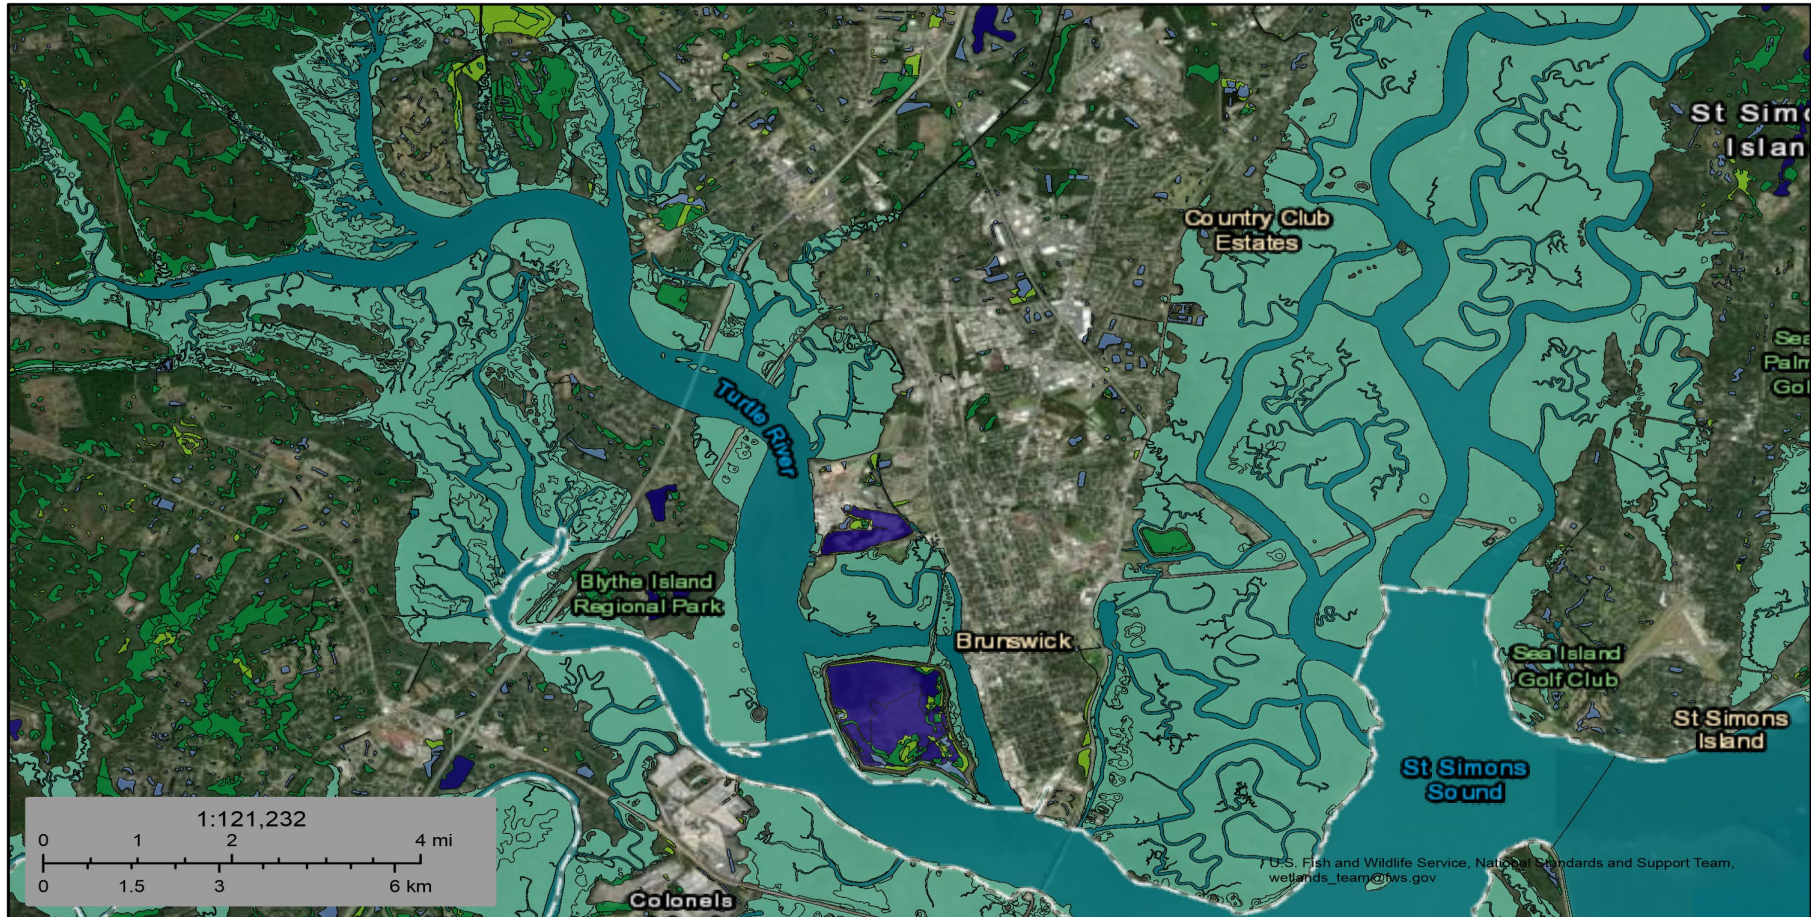 St Simo
Islan
Country Club
Estates
Sea
Palm
Gol
Turtle River
Blythe Island
Regional Park
Brunswick
Sea Island
Golf Club
St Simons
Island
St Simons
Sound
1:121,232
0 1 2 4 mi
0 1.5 3 6 km
U.S. Fish and Wildlife Service, National Standards and Support Team,
wetlands_team@fws.gov
Colonels